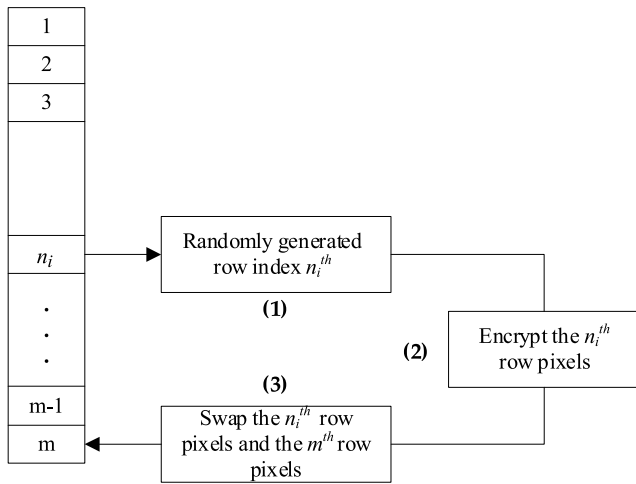 1
2
3
n_i
.
.
.
m-1
m
Randomly generated
row index n_i^th
(1)
(2)
Encrypt the n_i^th
row pixels
(3)
Swap the n_i^th row
pixels and the m^th row
pixels